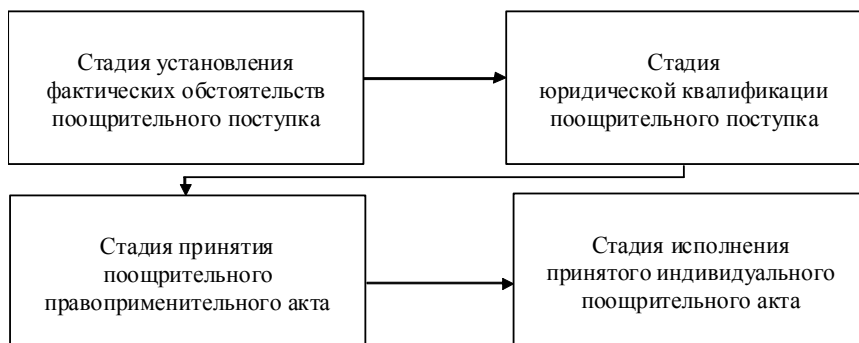 Стадия установления
фактических обстоятельств
поощрительного поступка
Стадия
юридической квалификации
поощрительного поступка
Стадия принятия
поощрительного
правоприменительного акта
Стадия исполнения
принятого индивидуального
поощрительного акта